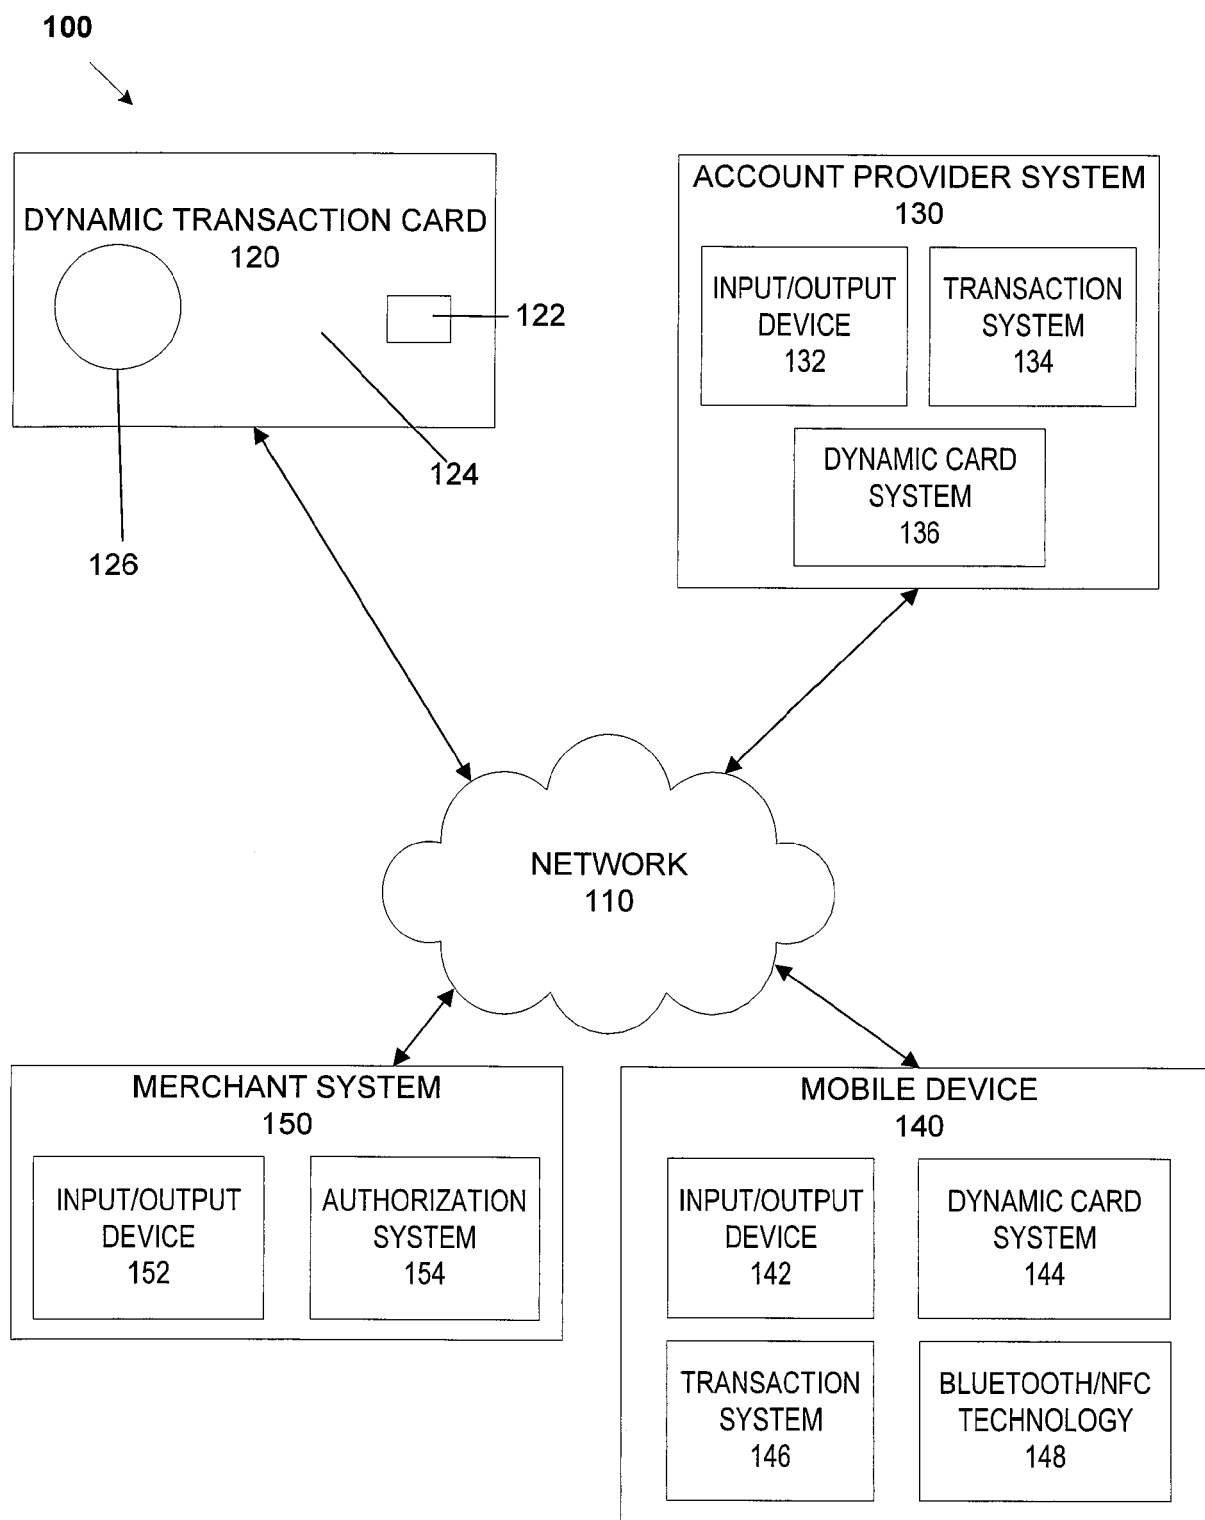 100
DYNAMIC TRANSACTION CARD
120
122
124
126
ACCOUNT PROVIDER SYSTEM
130
INPUT/OUTPUT
DEVICE
132
TRANSACTION
SYSTEM
134
DYNAMIC CARD
SYSTEM
136
NETWORK
110
MERCHANT SYSTEM
150
INPUT/OUTPUT
DEVICE
152
AUTHORIZATION
SYSTEM
154
MOBILE DEVICE
140
INPUT/OUTPUT
DEVICE
142
DYNAMIC CARD
SYSTEM
144
TRANSACTION
SYSTEM
146
BLUETOOTH/NFC
TECHNOLOGY
148